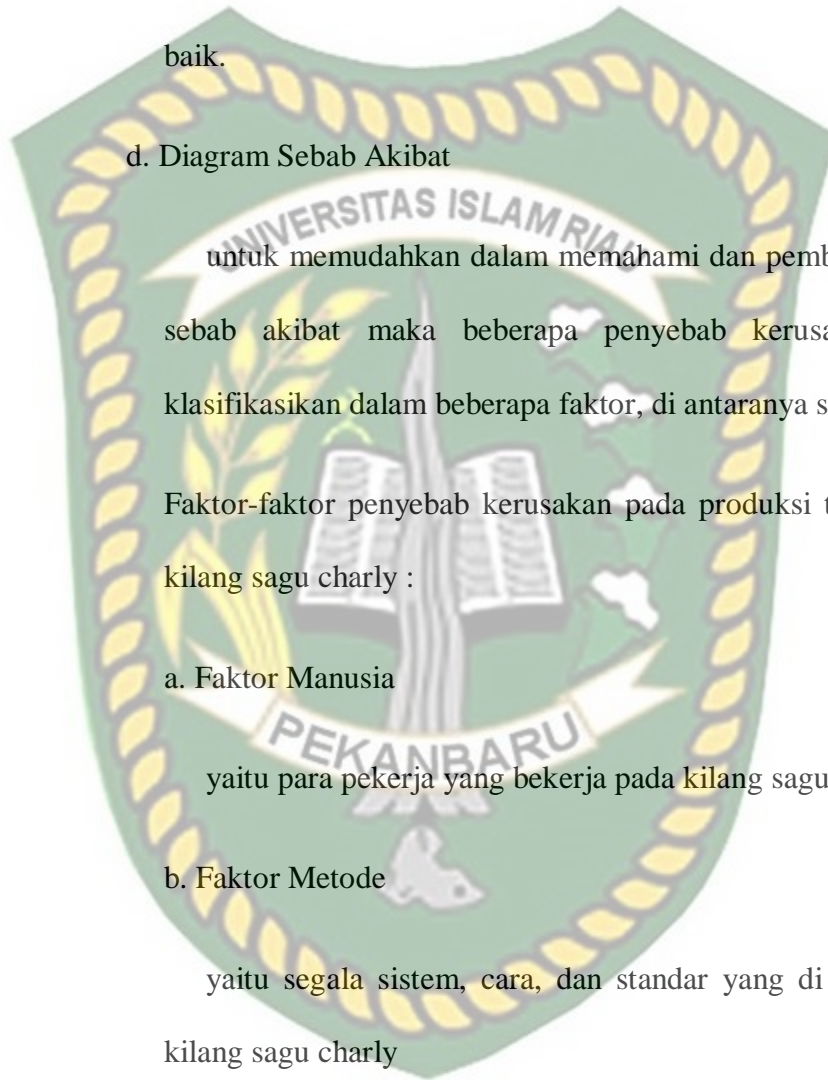 baik.
d. Diagram Sebab Akibat
UNIVERSITAS ISLAM RIAU
untuk memudahkan dalam memahami dan
sebab akibat maka beberapa penyebab
klasifikasikan dalam beberapa faktor, di antaranya
Faktor-faktor penyebab kerusakan pada produksi
kilang sagu charly :
a. Faktor Manusia
PEKANBARU
yaitu para pekerja yang bekerja pada kilang sagu
b. Faktor Metode
yaitu segala sistem, cara, dan standar yang di
kilang sagu charly